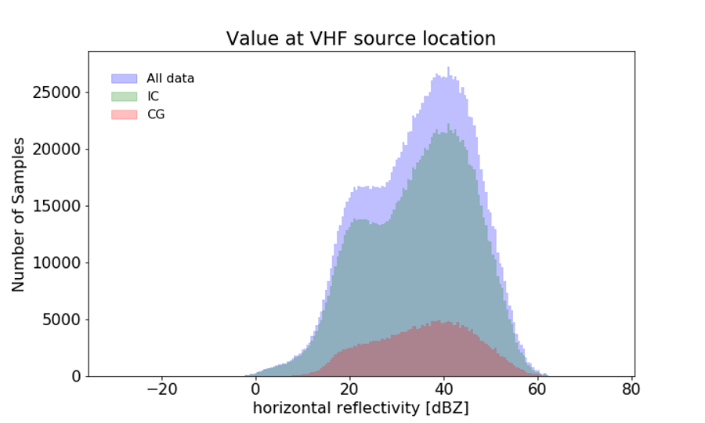 Value at VHF source location
All data
IC
CG
Number of Samples
25000
20000
15000
10000
5000
0
−20
0
20
40
60
80
horizontal reflectivity [dBZ]